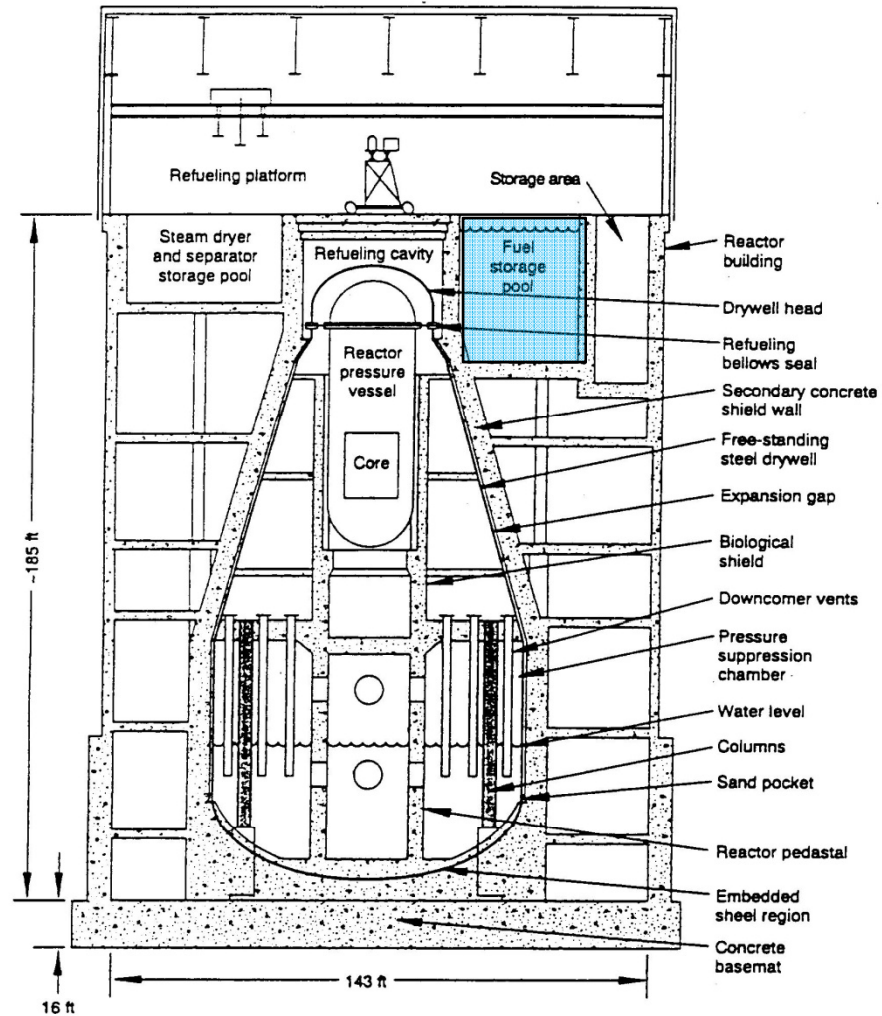 Refueling platform
Storage area
Steam dryer
and separator
storage pool
Refueling cavity
Fuel
storage
pool
Reactor
building
Drywell head
Refueling
bellows seal
Reactor
pressure
vessel
Secondary concrete
shield wall
Free-standing
steel drywell
Core
Expansion gap
~185 ft
Biological
shield
Downcomer vents
Pressure
suppression
chamber
Water level
Columns
Sand pocket
Reactor pedastal
Embedded
sheel region
Concrete
basemat
143 ft
16 ft